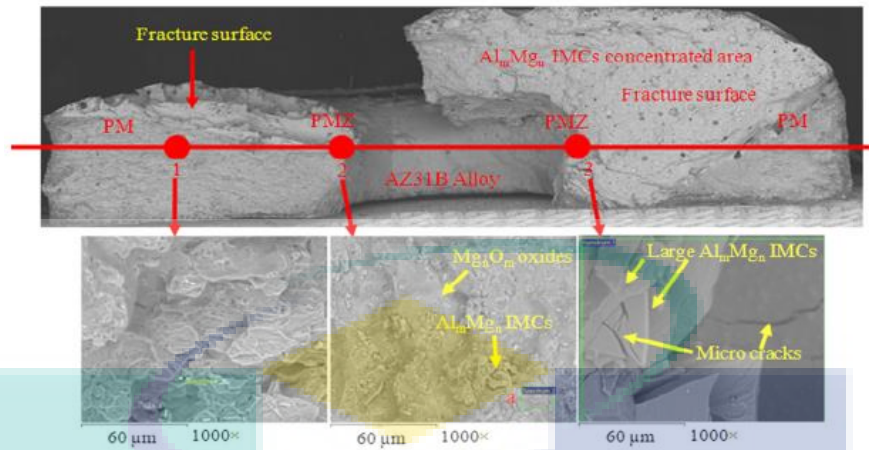 Fracture surface
AlmMgn IMCs concentrated area
Fracture surface
PM
PMZ
PMZ
PM
1
2
3
AZ31B Alloy
MgnOm oxides
Large AlmMgn IMCs
AlmMgn IMCs
Micro cracks
4
60 μm 1000×
60 μm 1000×
60 μm 1000×